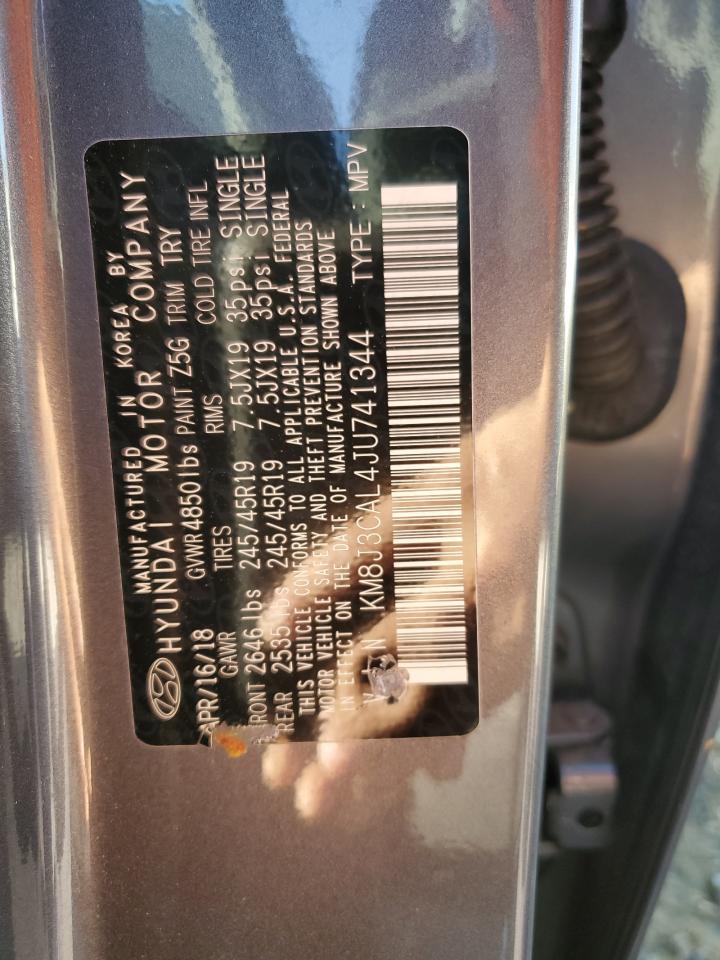 MANUFACTURED IN KOREA BY
HYUNDAI MOTOR COMPANY
APR/16/18 GVWR 4850lbs PAINT Z5G TRIM TRY
GAWR TIRES RIMS COLD TIRE INFL
FRONT 2646 lbs 245/45R19 7.5JX19 35psi SINGLE
REAR 2535 lbs 245/45R19 7.5JX19 35psi SINGLE
THIS VEHICLE CONFORMS TO ALL APPLICABLE U.S.A. FEDERAL
MOTOR VEHICLE SAFETY AND THEFT PREVENTION STANDARDS
IN EFFECT ON THE DATE OF MANUFACTURE SHOWN ABOVE
V.I.N KM8J3CAL4JU741344 TYPE : MPV